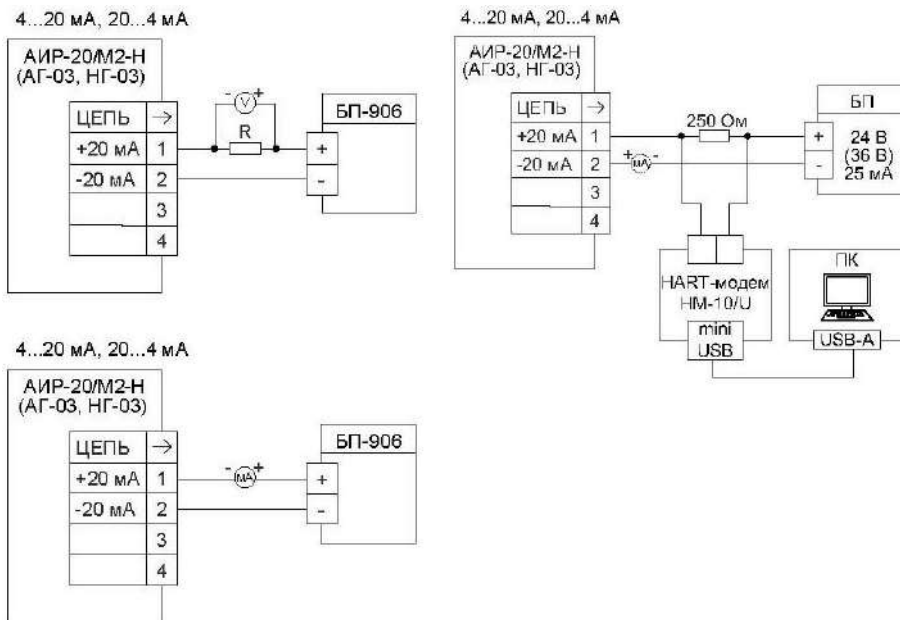 4...20 мА, 20...4 мА
АИР-20/М2-Н
(АГ-03, НГ-03)
ЦЕПЬ →
+20 мА 1
-20 мА 2
3
4
- V +
R
БП-906
+
-
4...20 мА, 20...4 мА
АИР-20/М2-Н
(АГ-03, НГ-03)
ЦЕПЬ →
+20 мА 1
-20 мА 2
3
4
250 Ом
+ мА -
БП
+
-
24 В
(36 В)
25 мА
HART-модем
НМ-10/U
mini
USB
ПК
USB-A
4...20 мА, 20...4 мА
АИР-20/М2-Н
(АГ-03, НГ-03)
ЦЕПЬ →
+20 мА 1
-20 мА 2
3
4
- мА +
БП-906
+
-